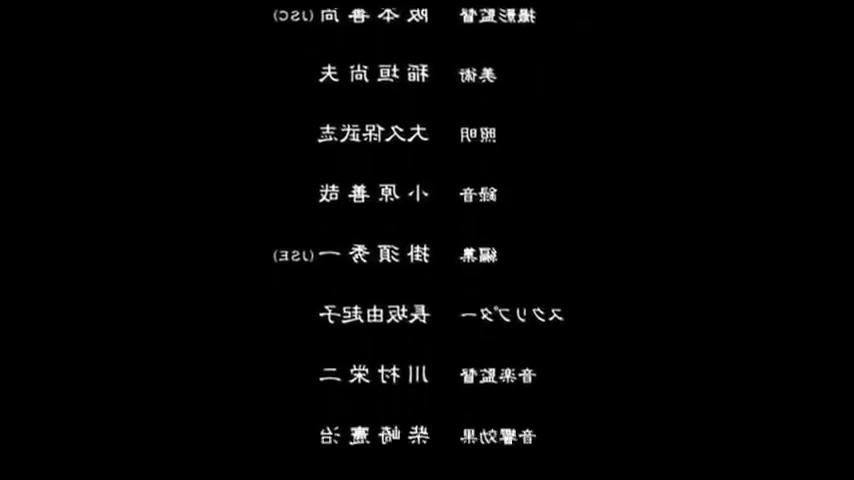 撮影監督 阪本善尚 (JSC)
美術 稲垣尚夫
照明 大久保武志
録音 小原善哉
編集 掛須秀一 (JSE)
スクリプター 長坂由起子
音楽監督 川村栄二
音響効果 柴崎憲治